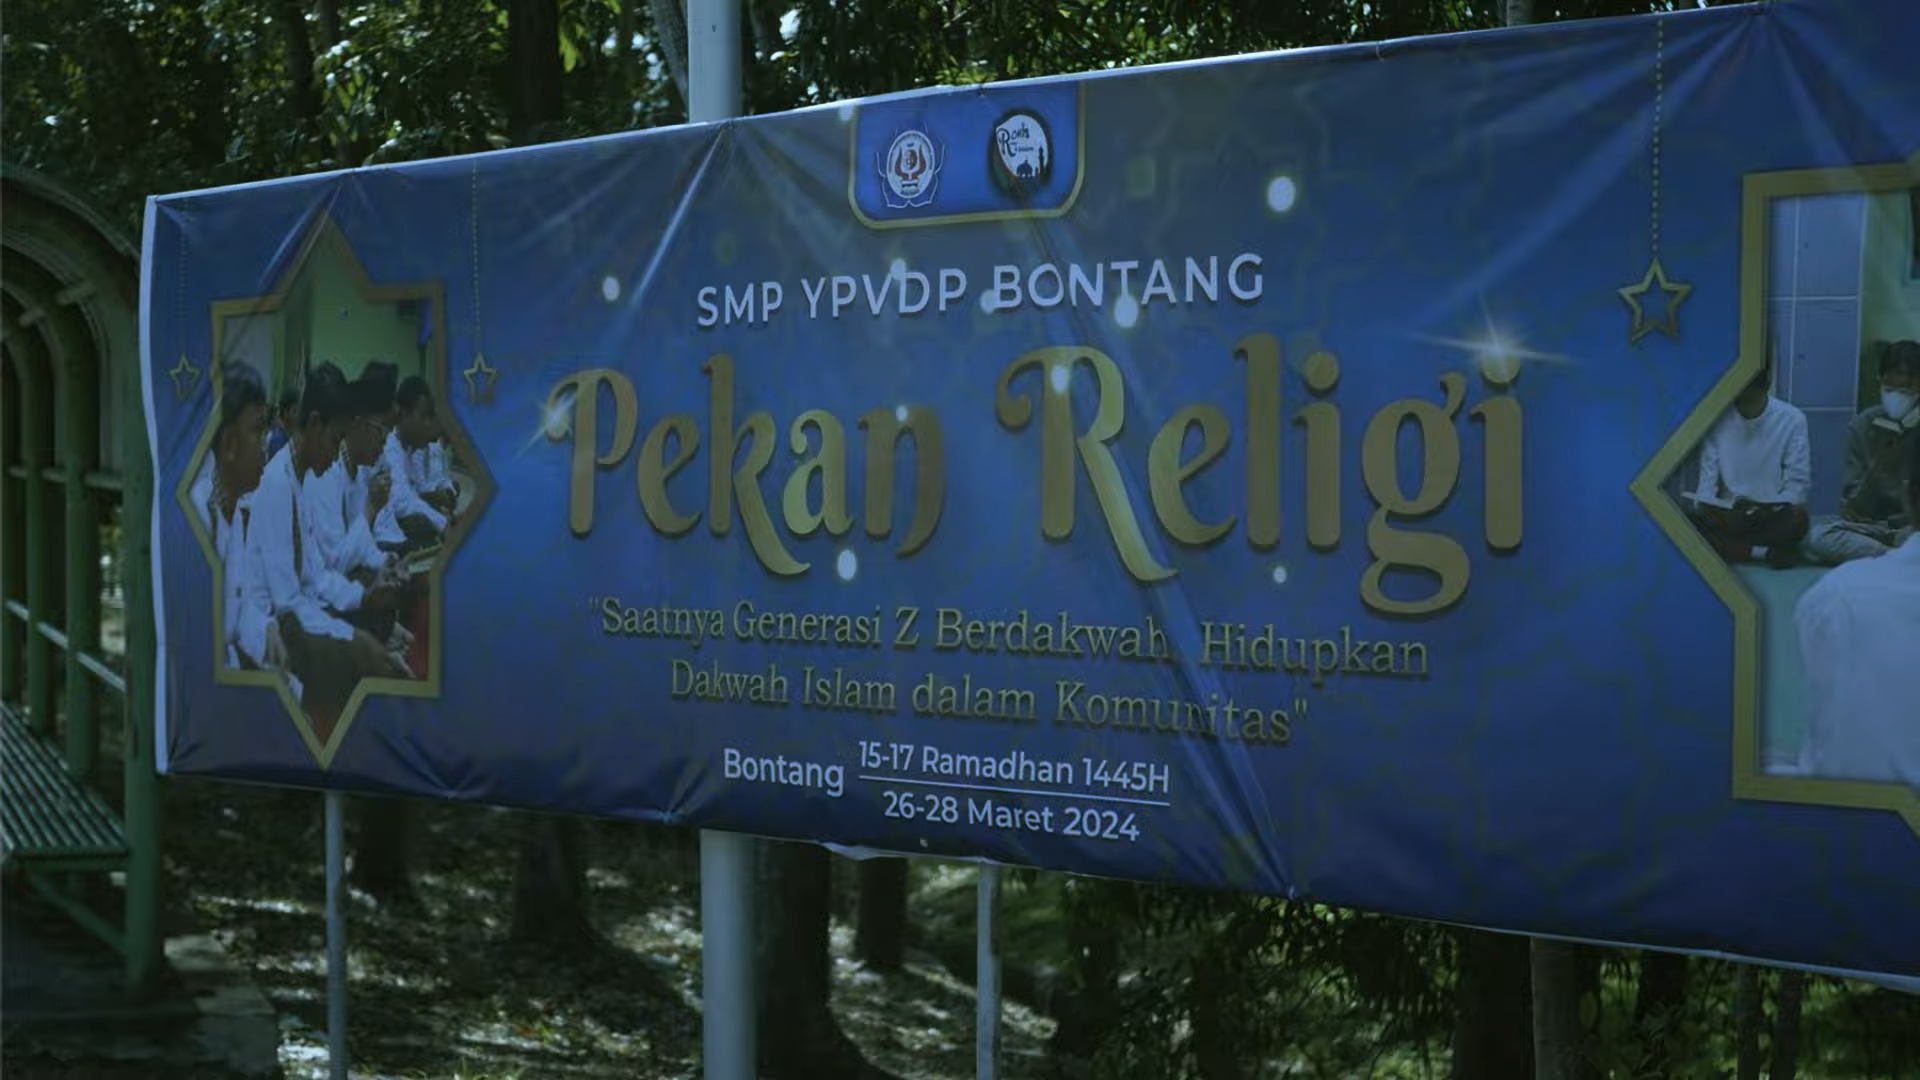 Rohis
SMP YPVDP BONTANG
Pekan Religi
"Saatnya Generasi Z Berdakwah Hidupkan
Dakwah Islam dalam Komunitas"
Bontang 15-17 Ramadhan 1445H
26-28 Maret 2024